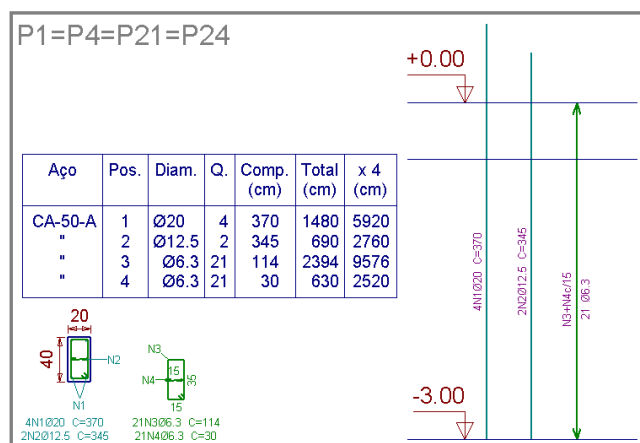 P1=P4=P21=P24
+0.00
Aço Pos. Diam. Q. Comp. (cm) Total (cm) x 4 (cm)
CA-50-A 1 Ø20 4 370 1480 5920
" 2 Ø12.5 2 345 690 2760
" 3 Ø6.3 21 114 2394 9576
" 4 Ø6.3 21 30 630 2520
4N1Ø20 C=370
2N2Ø12.5 C=345
N3+N4c/15
21 Ø6.3
20
40
N2
N1
4N1Ø20 C=370
2N2Ø12.5 C=345
N3
N4
15
35
15
21N3Ø6.3 C=114
21N4Ø6.3 C=30
-3.00